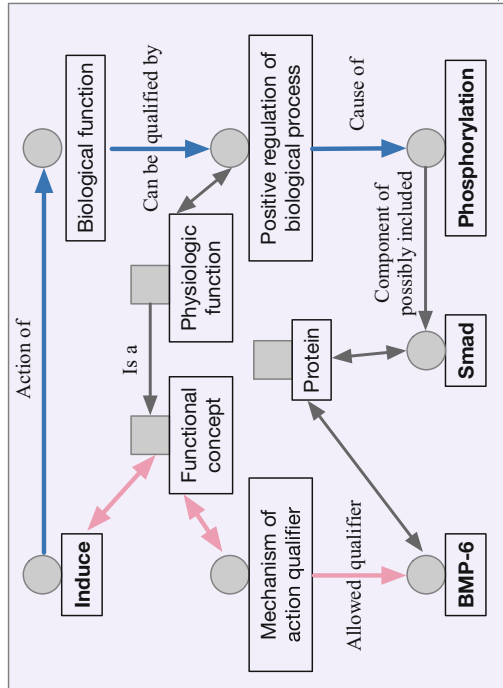 Action of
Induce
Biological function
Can be qualified by
Is a
Functional
concept
Physiologic
function
Mechanism of
action qualifier
Positive regulation of
biological process
Protein
Allowed qualifier
Cause of
Component of
possibly included
BMP-6
Smad
Phosphorylation